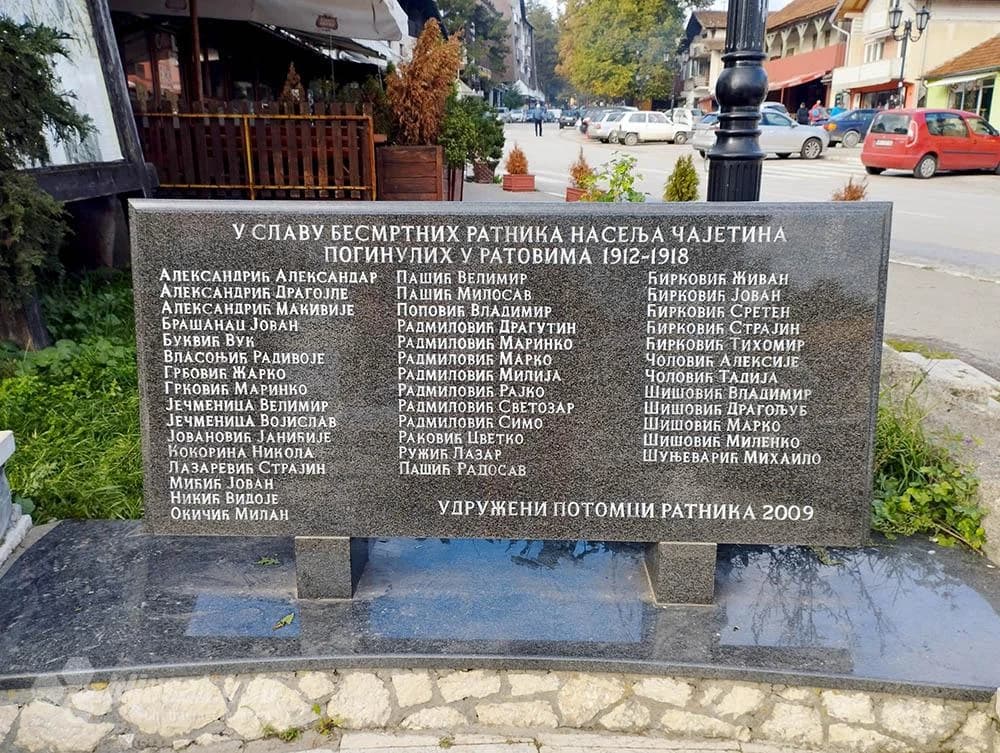 У СЛАВУ БЕСМРТНИХ РАТНИКА НАСЕЉА ЧАЈЕТИНА
ПОГИНУЛИХ У РАТОВИМА 1912-1918
АЛЕКСАНДРИЋ АЛЕКСАНДАР
АЛЕКСАНДРИЋ ДРАГОЈЛЕ
АЛЕКСАНДРИЋ МАКИВИЈЕ
БРАШАНАЦ ЈОВАН
БУКВИЋ ВУК
ВЛАСОЊИЋ РАДИВОЈЕ
ГРБОВИЋ ЖАРКО
ГРКОВИЋ МАРИНКО
ЈЕЧМЕНИЦА ВЕЛИМИР
ЈЕЧМЕНИЦА ВОЈИСЛАВ
ЈОВАНОВИЋ ЈАНИЋИЈЕ
КОКОРИНА НИКОЛА
ЛАЗАРЕВИЋ СТРАЈИН
МИЋИЋ ЈОВАН
НИКИЋ ВИДОЈЕ
ОКИЧИЋ МИЛАН
ПАШИЋ ВЕЛИМИР
ПАШИЋ МИЛОСАВ
ПОПОВИЋ ВЛАДИМИР
РАДМИЛОВИЋ ДРАГУТИН
РАДМИЛОВИЋ МАРИНКО
РАДМИЛОВИЋ МАРКО
РАДМИЛОВИЋ МИЛИЈА
РАДМИЛОВИЋ РАЈКО
РАДМИЛОВИЋ СВЕТОЗАР
РАДМИЛОВИЋ СИМО
РАКОВИЋ ЦВЕТКО
РУЖИЋ ЛАЗАР
ПАШИЋ РАДОСАВ
ЋИРКОВИЋ ЖИВАН
ЋИРКОВИЋ ЈОВАН
ЋИРКОВИЋ СРЕТЕН
ЋИРКОВИЋ СТРАЈИН
ЋИРКОВИЋ ТИХОМИР
ЧОЛОВИЋ АЛЕКСИЈЕ
ЧОЛОВИЋ ТАДИЈА
ШИШОВИЋ ВЛАДИМИР
ШИШОВИЋ ДРАГОЉУБ
ШИШОВИЋ МАРКО
ШИШОВИЋ МИЛЕНКО
ШУЊЕВАРИЋ МИХАИЛО
УДРУЖЕНИ ПОТОМЦИ РАТНИКА 2009